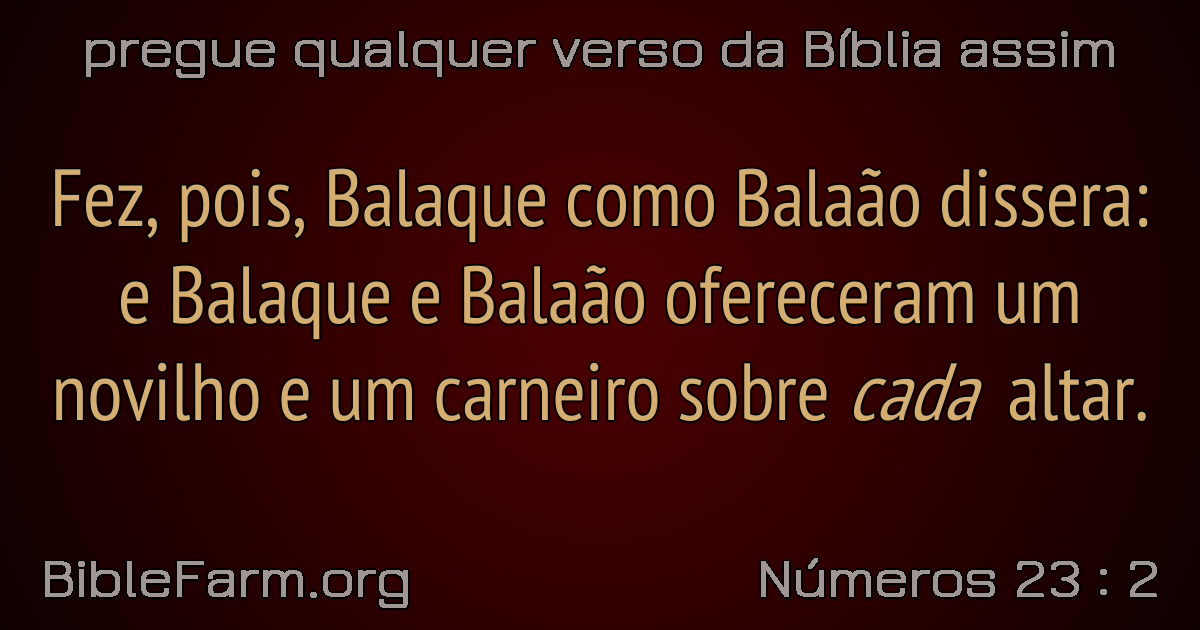 pregue qualquer verso da Bíblia assim
Fez, pois, Balaque como Balaão dissera:
e Balaque e Balaão ofereceram um
novilho e um carneiro sobre cada altar.
BibleFarm.org
Números 23 : 2